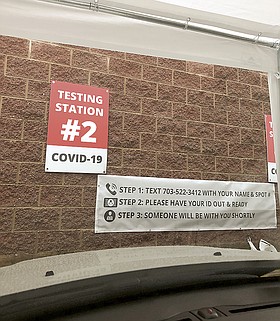 TESTING
STATION
#2
COVID-19
STEP 1: TEXT 703-522-3412 WITH YOUR NAME & SPOT #
STEP 2: PLEASE HAVE YOUR ID OUT & READY
STEP 3: SOMEONE WILL BE WITH YOU SHORTLY